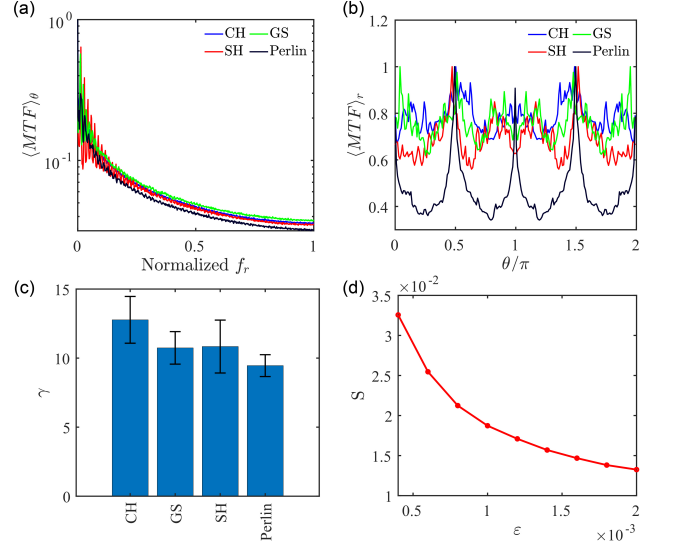 (a)
10^0
CH GS
SH Perlin
⟨MTF⟩_θ
10^-1
0 0.5 1
Normalized f_r
(b)
1.2
CH GS
SH Perlin
1
0.8
⟨MTF⟩_r
0.6
0.4
0 0.5 1 1.5 2
θ/π
(c)
15
10
γ
5
0
CH GS SH Perlin
(d)
×10^-2
3.5
3
2.5
S
2
1.5
1
1 1.5 2
ε ×10^-3